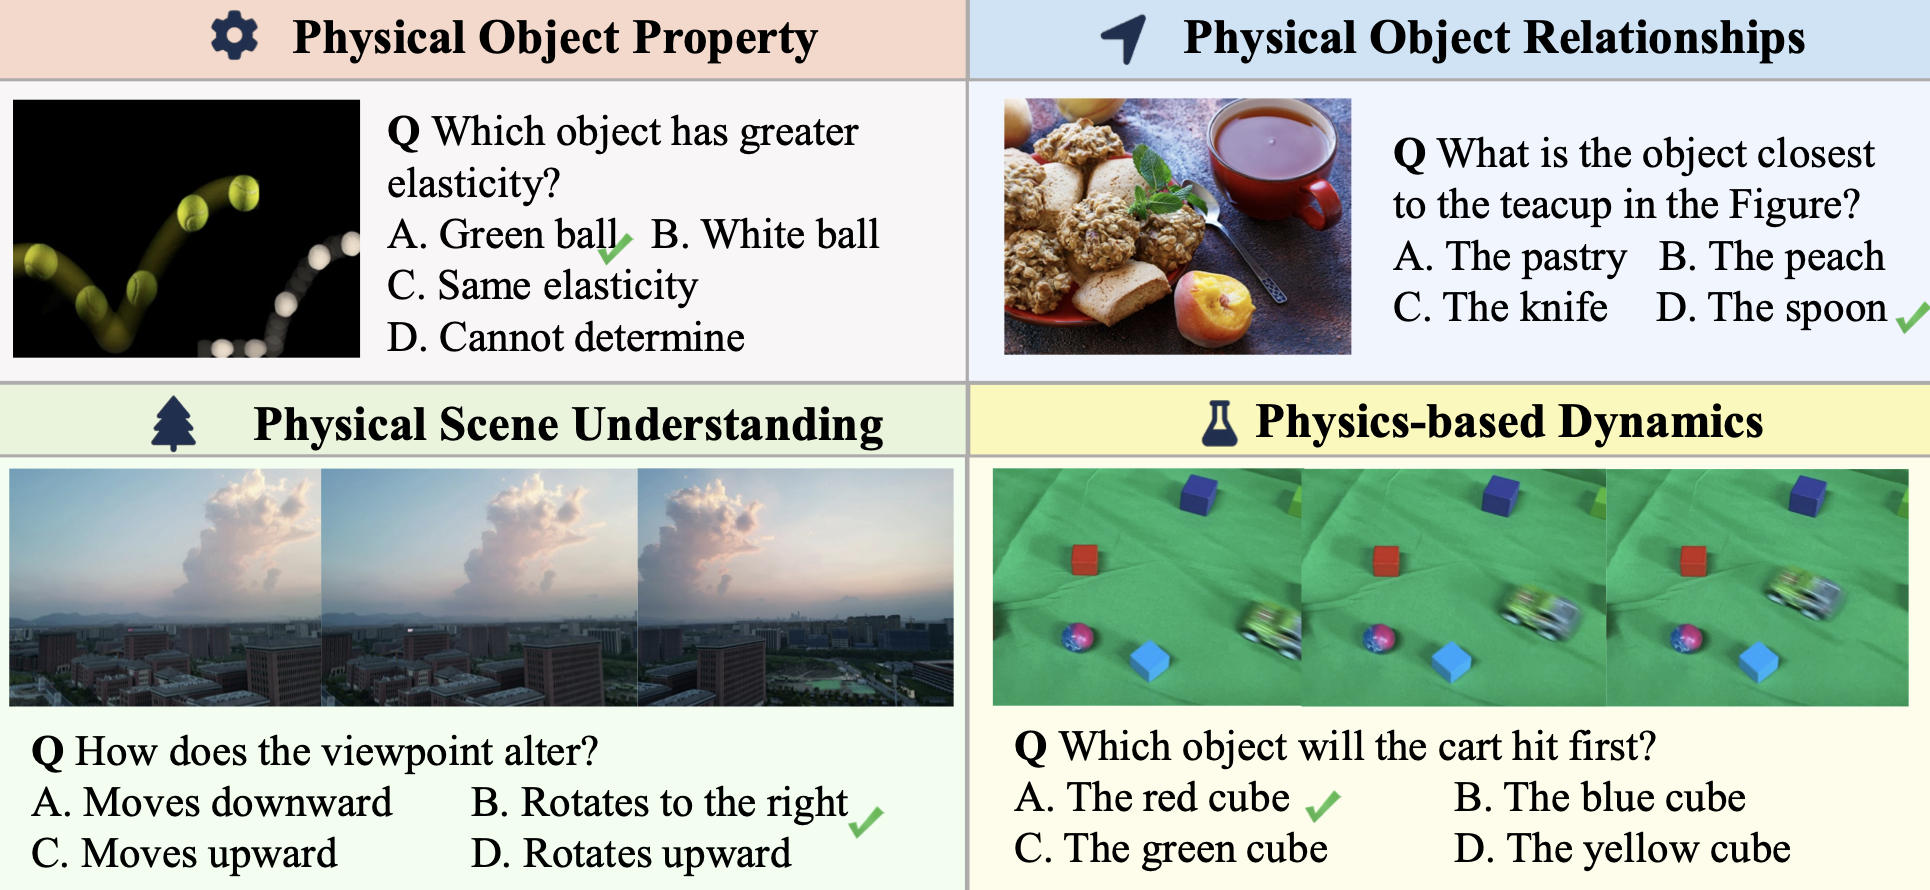 Physical Object Property
Q Which object has greater
elasticity?
A. Green ball B. White ball
C. Same elasticity
D. Cannot determine
Physical Object Relationships
Q What is the object closest
to the teacup in the Figure?
A. The pastry B. The peach
C. The knife D. The spoon
Physical Scene Understanding
Q How does the viewpoint alter?
A. Moves downward B. Rotates to the right
C. Moves upward D. Rotates upward
Physics-based Dynamics
Q Which object will the cart hit first?
A. The red cube B. The blue cube
C. The green cube D. The yellow cube